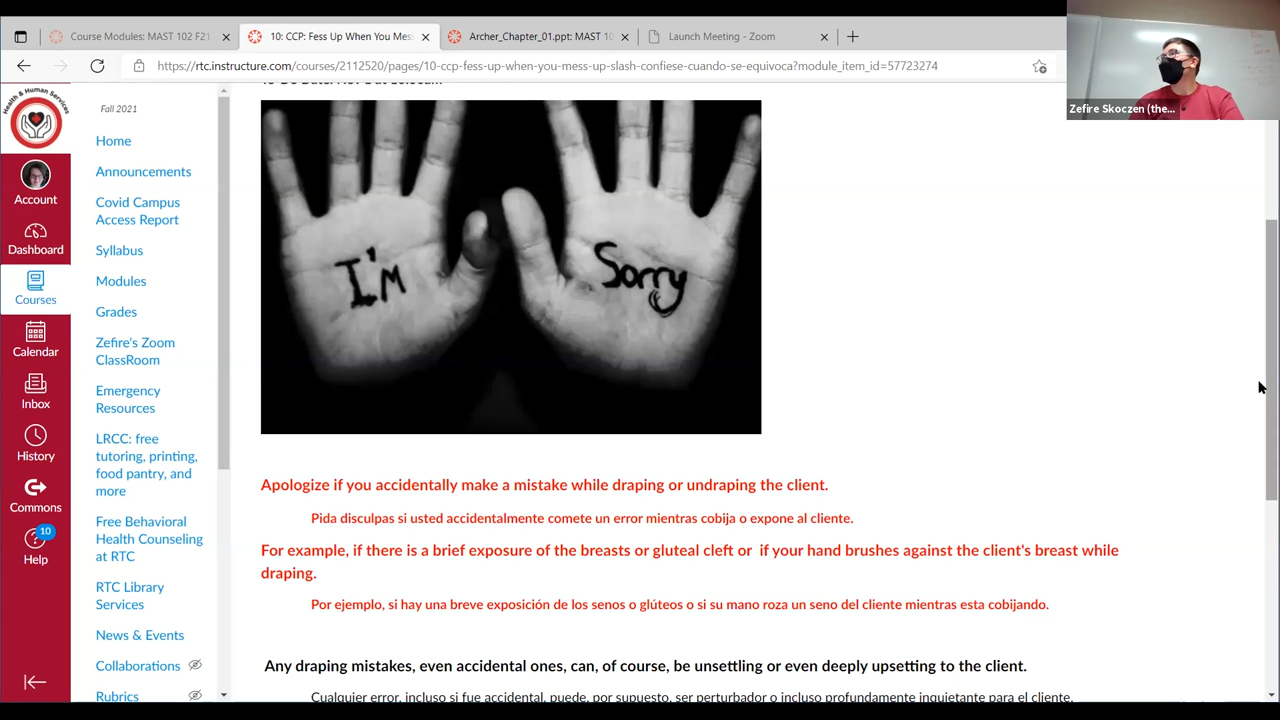 Course Modules: MAST 102 F21
10: CCP: Fess Up When You Mes
Archer_Chapter_01.ppt: MAST 10
Launch Meeting - Zoom
https://rtc.instructure.com/courses/2112520/pages/10-ccp-fess-up-when-you-mess-up-slash-confiese-cuando-se-equivoca?module_item_id=57723274
Zefire Skoczen (the...
Health & Human Services
Account
Dashboard
Courses
Calendar
Inbox
History
Commons
10
Help
Fall 2021
Home
Announcements
Covid Campus
Access Report
Syllabus
Modules
Grades
Zefire's Zoom
ClassRoom
Emergency
Resources
LRCC: free
tutoring, printing,
food pantry, and
more
Free Behavioral
Health Counseling
at RTC
RTC Library
Services
News & Events
Collaborations
Rubrics
I'M Sorry
Apologize if you accidentally make a mistake while draping or undraping the client.
Pida disculpas si usted accidentalmente comete un error mientras cobija o expone al cliente.
For example, if there is a brief exposure of the breasts or gluteal cleft or if your hand brushes against the client's breast while
draping.
Por ejemplo, si hay una breve exposición de los senos o glúteos o si su mano roza un seno del cliente mientras esta cobijando.
Any draping mistakes, even accidental ones, can, of course, be unsettling or even deeply upsetting to the client.
Cualquier error, incluso si fue accidental, puede, por supuesto, ser perturbador o incluso profundamente inquietante para el cliente.